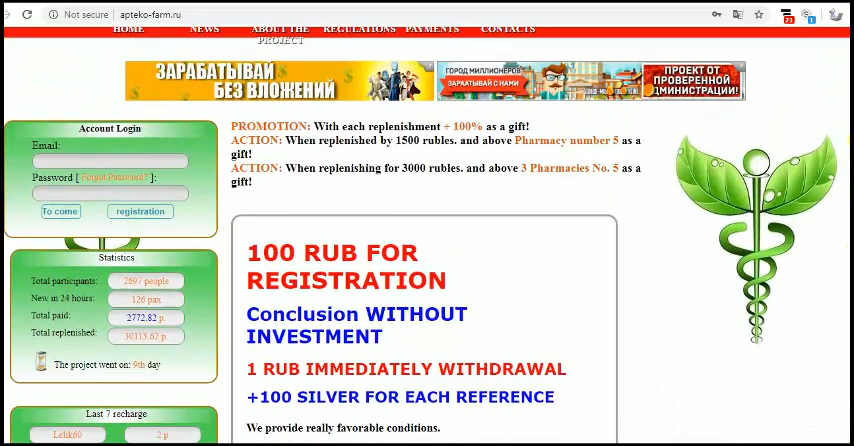 Not secure | apteko-farm.ru
23
1
HOME NEWS ABOUT THE PROJECT REGULATIONS PAYMENTS CONTACTS
ЗАРАБАТЫВАЙ
БЕЗ ВЛОЖЕНИЙ
ГОРОД МИЛЛИОНЕРОВ
ЗАРАБАТЫВАЙ С НАМИ
ПРОЕКТ ОТ
ПРОВЕРЕННОЙ
АДМИНИСТРАЦИИ!
Account Login
Email:
Password [ Forgot Password? ]:
To come registration
Statistics
Total participants: 2697 people
New in 24 hours: 126 pax
Total paid: 2772.82 p.
Total replenished: 30113.62 p.
The project went on: 9th day
Last 7 recharge
Lehk60 2 p
PROMOTION: With each replenishment + 100% as a gift!
ACTION: When replenished by 1500 rubles. and above Pharmacy number 5 as a
gift!
ACTION: When replenishing for 3000 rubles. and above 3 Pharmacies No. 5 as a
gift!
100 RUB FOR
REGISTRATION
Conclusion WITHOUT
INVESTMENT
1 RUB IMMEDIATELY WITHDRAWAL
+100 SILVER FOR EACH REFERENCE
We provide really favorable conditions.